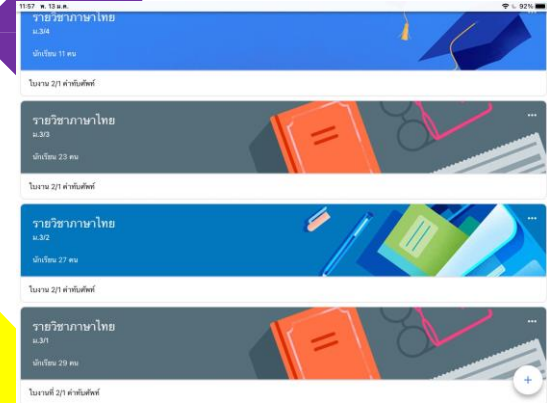 11:57 พ. 13 ม.ค.
92%
รายวิชาภาษาไทย
ม.3/4
นักเรียน 11 คน
ใบงาน 2/1 คำทับศัพท์
รายวิชาภาษาไทย
ม.3/3
นักเรียน 23 คน
ใบงาน 2/1 คำทับศัพท์
รายวิชาภาษาไทย
ม.3/2
นักเรียน 27 คน
ใบงาน 2/1 คำทับศัพท์
รายวิชาภาษาไทย
ม.3/1
นักเรียน 29 คน
ใบงานที่ 2/1 คำทับศัพท์